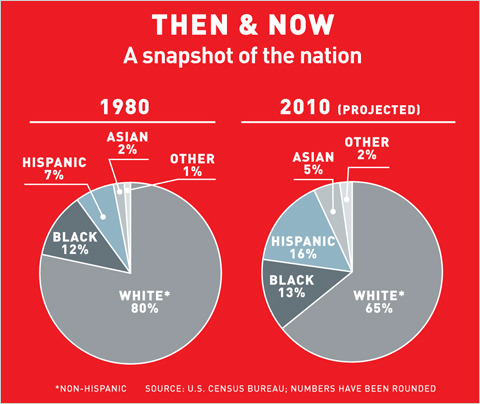 THEN & NOW
A snapshot of the nation
1980
ASIAN
2%
HISPANIC
7%
OTHER
1%
BLACK
12%
WHITE*
80%
2010 (PROJECTED)
OTHER
2%
ASIAN
5%
HISPANIC
16%
BLACK
13%
WHITE*
65%
*NON-HISPANIC SOURCE: U.S. CENSUS BUREAU; NUMBERS HAVE BEEN ROUNDED